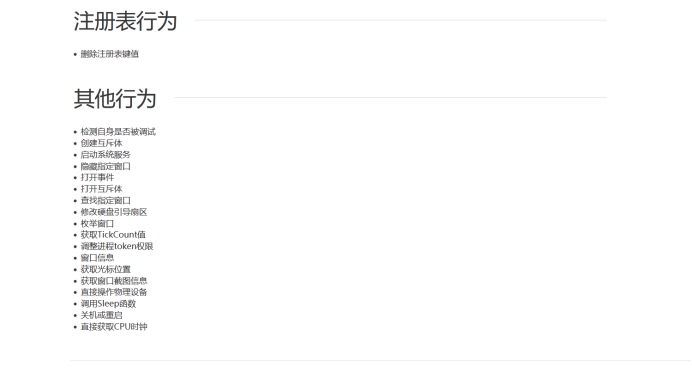 注册表行为
• 删除注册表键值
其他行为
• 检测自身是否被调试
• 创建互斥体
• 启动系统服务
• 隐藏指定窗口
• 打开事件
• 打开互斥体
• 查找指定窗口
• 修改硬盘引导扇区
• 枚举窗口
• 获取TickCount值
• 调整进程token权限
• 窗口信息
• 获取光标位置
• 获取窗口截图信息
• 直接操作物理设备
• 调用Sleep函数
• 关机或重启
• 直接获取CPU时钟